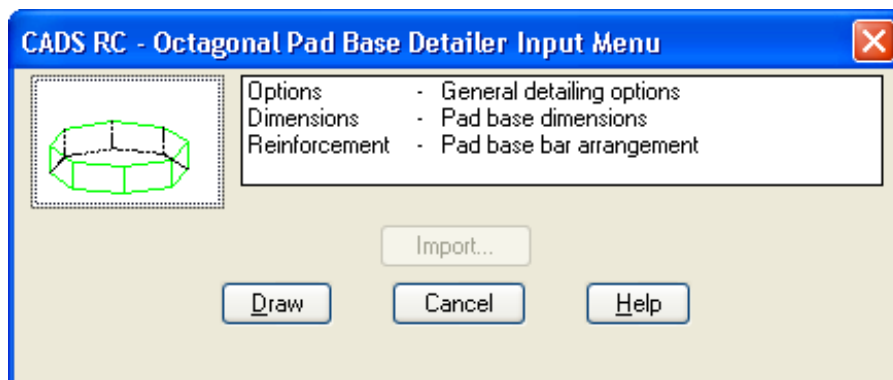 CADS RC - Octagonal Pad Base Detailer Input Menu
Options - General detailing options
Dimensions - Pad base dimensions
Reinforcement - Pad base bar arrangement
Import...
Draw Cancel Help